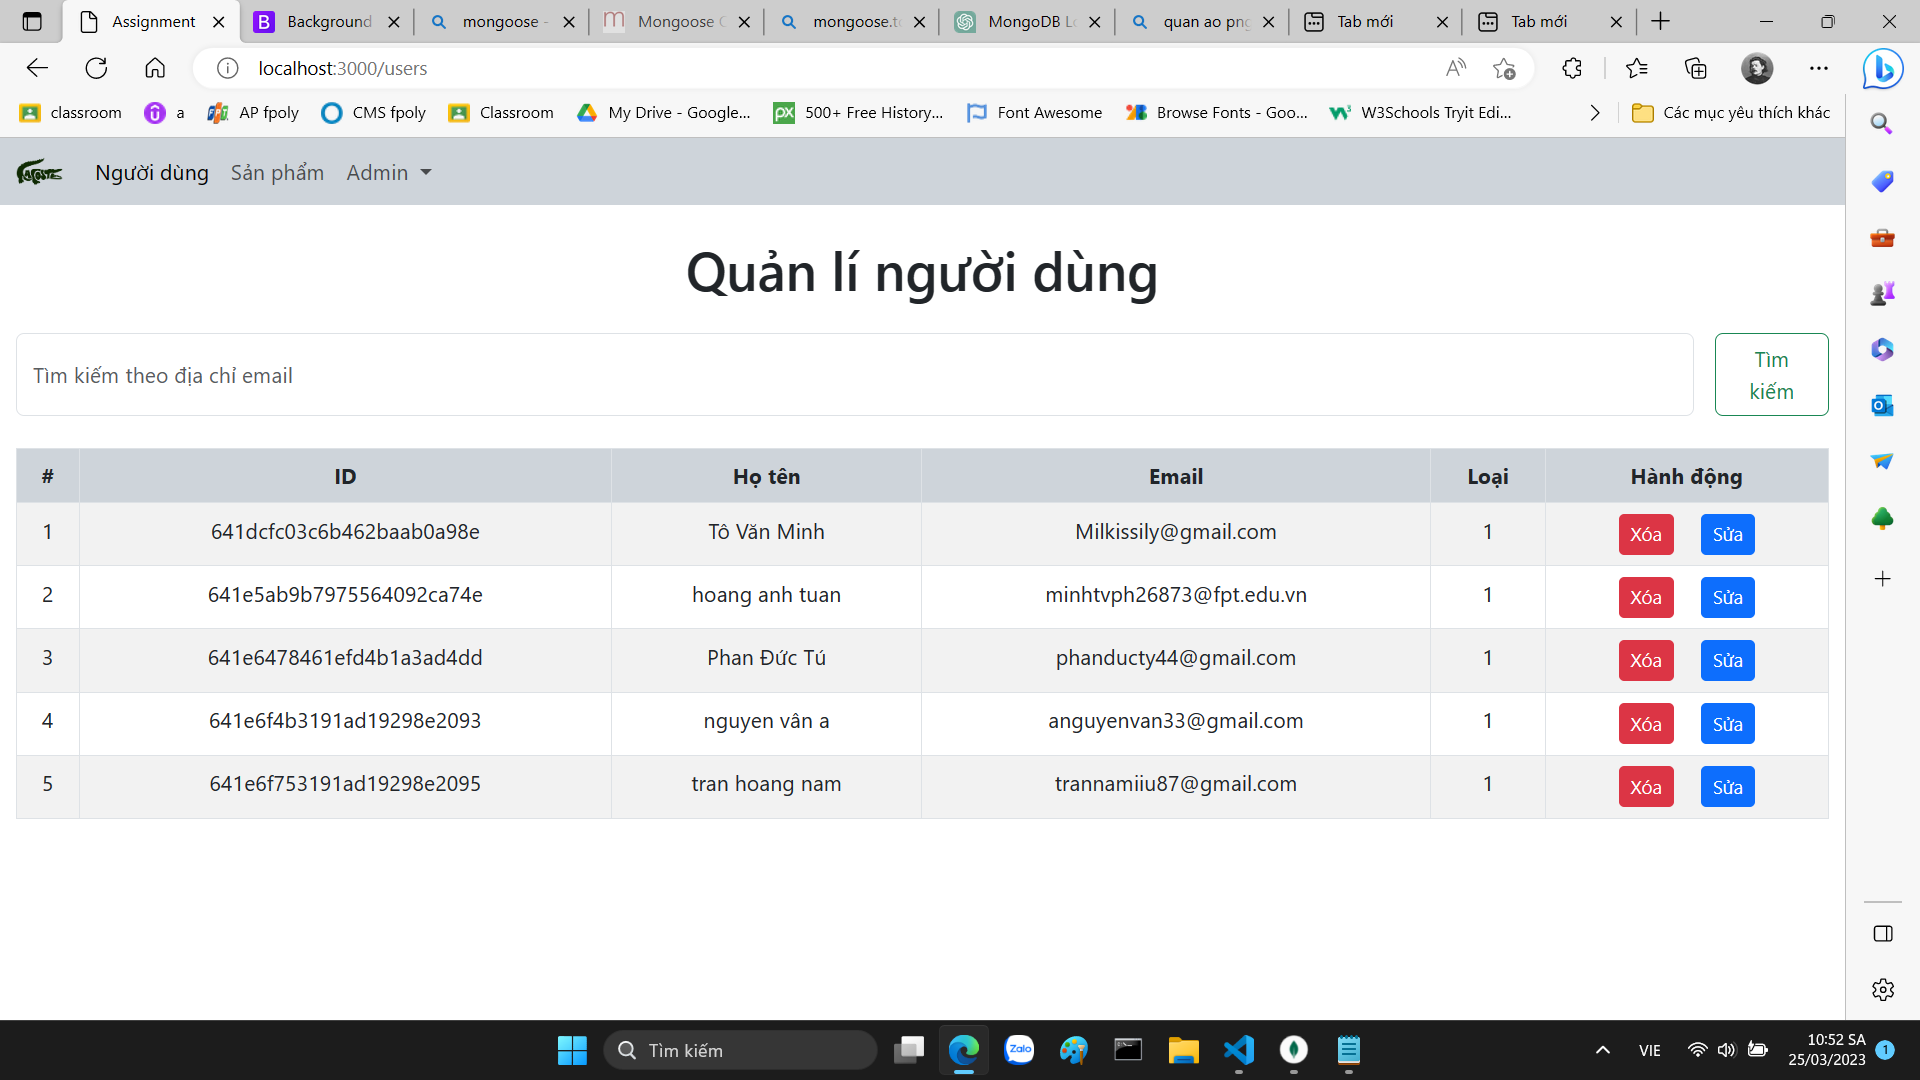 Assignment
Background
mongoose -
Mongoose
mongoose.t
MongoDB Lo
quan ao png
Tab mới
Tab mới
localhost:3000/users
classroom
a
AP fpoly
CMS fpoly
Classroom
My Drive - Google...
500+ Free History...
Font Awesome
Browse Fonts - Goo...
W3Schools Tryit Edi...
Các mục yêu thích khác
LACOSTE
Người dùng
Sản phẩm
Admin
Quản lí người dùng
Tìm kiếm theo địa chỉ email
Tìm
kiếm
# ID Họ tên Email Loại Hành động
1 641dcfc03c6b462baab0a98e Tô Văn Minh Milkissily@gmail.com 1 Xóa Sửa
2 641e5ab9b7975564092ca74e hoang anh tuan minhtvph26873@fpt.edu.vn 1 Xóa Sửa
3 641e6478461efd4b1a3ad4dd Phan Đức Tú phanducty44@gmail.com 1 Xóa Sửa
4 641e6f4b3191ad19298e2093 nguyen vân a anguyenvan33@gmail.com 1 Xóa Sửa
5 641e6f753191ad19298e2095 tran hoang nam trannamiiu87@gmail.com 1 Xóa Sửa
Tìm kiếm
Zalo
VIE
10:52 SA
25/03/2023
1